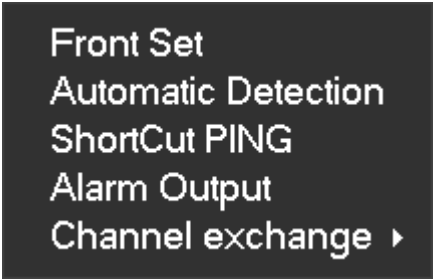 Front Set
Automatic Detection
ShortCut PING
Alarm Output
Channel exchange